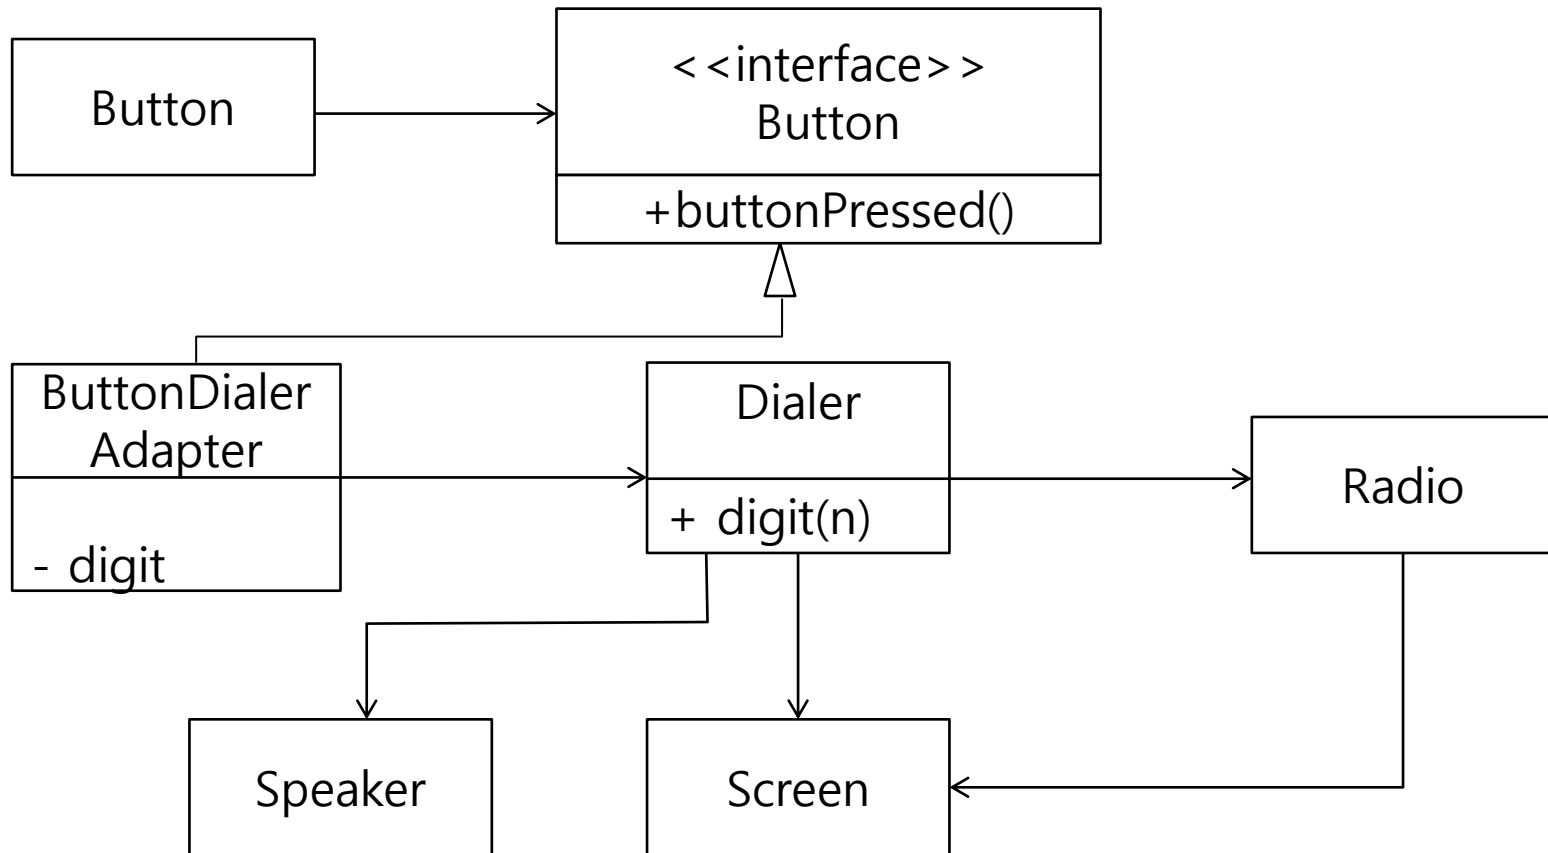 Button
<<interface>>
Button
+buttonPressed()
ButtonDialer
Adapter
- digit
Dialer
+ digit(n)
Radio
Speaker
Screen